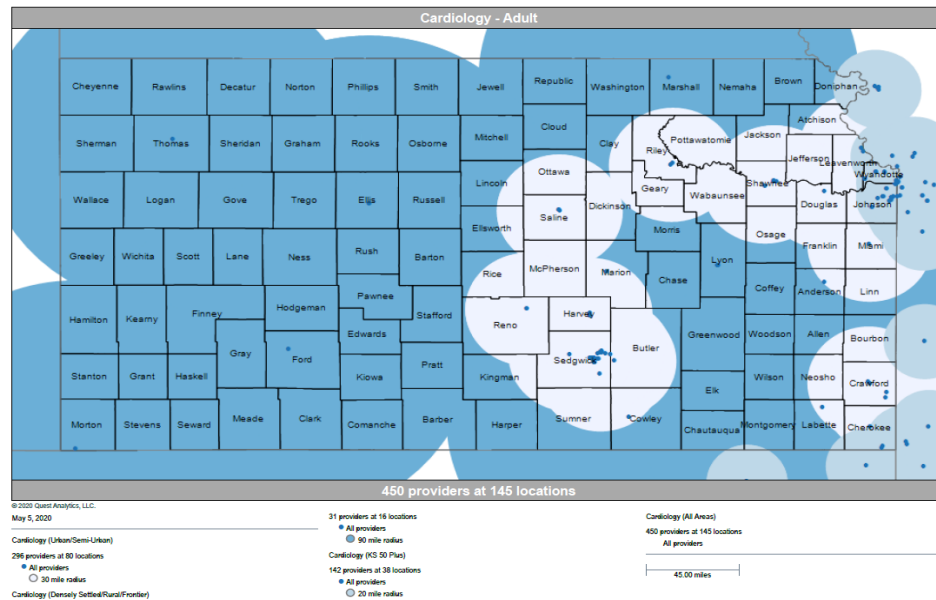 Cardiology - Adult
Cheyenne Rawlins Decatur Norton Phillips Smith Jewell Republic Washington Marshall Nemaha Brown Doniphan
Sherman Thomas Sheridan Graham Rooks Osborne Mitchell Cloud Clay Riley Pottawatomie Jackson Atchison
Jefferson Leavenworth
Wyandotte
Wallace Logan Gove Trego Ellis Russell Lincoln Ottawa Saline Dickinson Geary Wabaunsee Shawnee Douglas Johnson
Greeley Wichita Scott Lane Ness Rush Barton Ellsworth McPherson Marion Morris Chase Lyon Osage Franklin Miami
Hamilton Kearny Finney Hodgeman Pawnee Stafford Rice Reno Harvey Coffey Anderson Linn
Gray Ford Edwards Sedgwick Butler Greenwood Woodson Allen Bourbon
Stanton Grant Haskell Kiowa Pratt Kingman Elk Wilson Neosho Crawford
Morton Stevens Seward Meade Clark Comanche Barber Harper Sumner Cowley Chautauqua Montgomery Labette Cherokee
450 providers at 145 locations
© 2020 Quest Analytics, LLC.
May 5, 2020
Cardiology (Urban/Semi-Urban)
296 providers at 80 locations
All providers
30 mile radius
Cardiology (Densely Settled/Rural/Frontier)
31 providers at 16 locations
All providers
90 mile radius
Cardiology (KS 50 Plus)
142 providers at 38 locations
All providers
20 mile radius
Cardiology (All Areas)
450 providers at 145 locations
All providers
45.00 miles